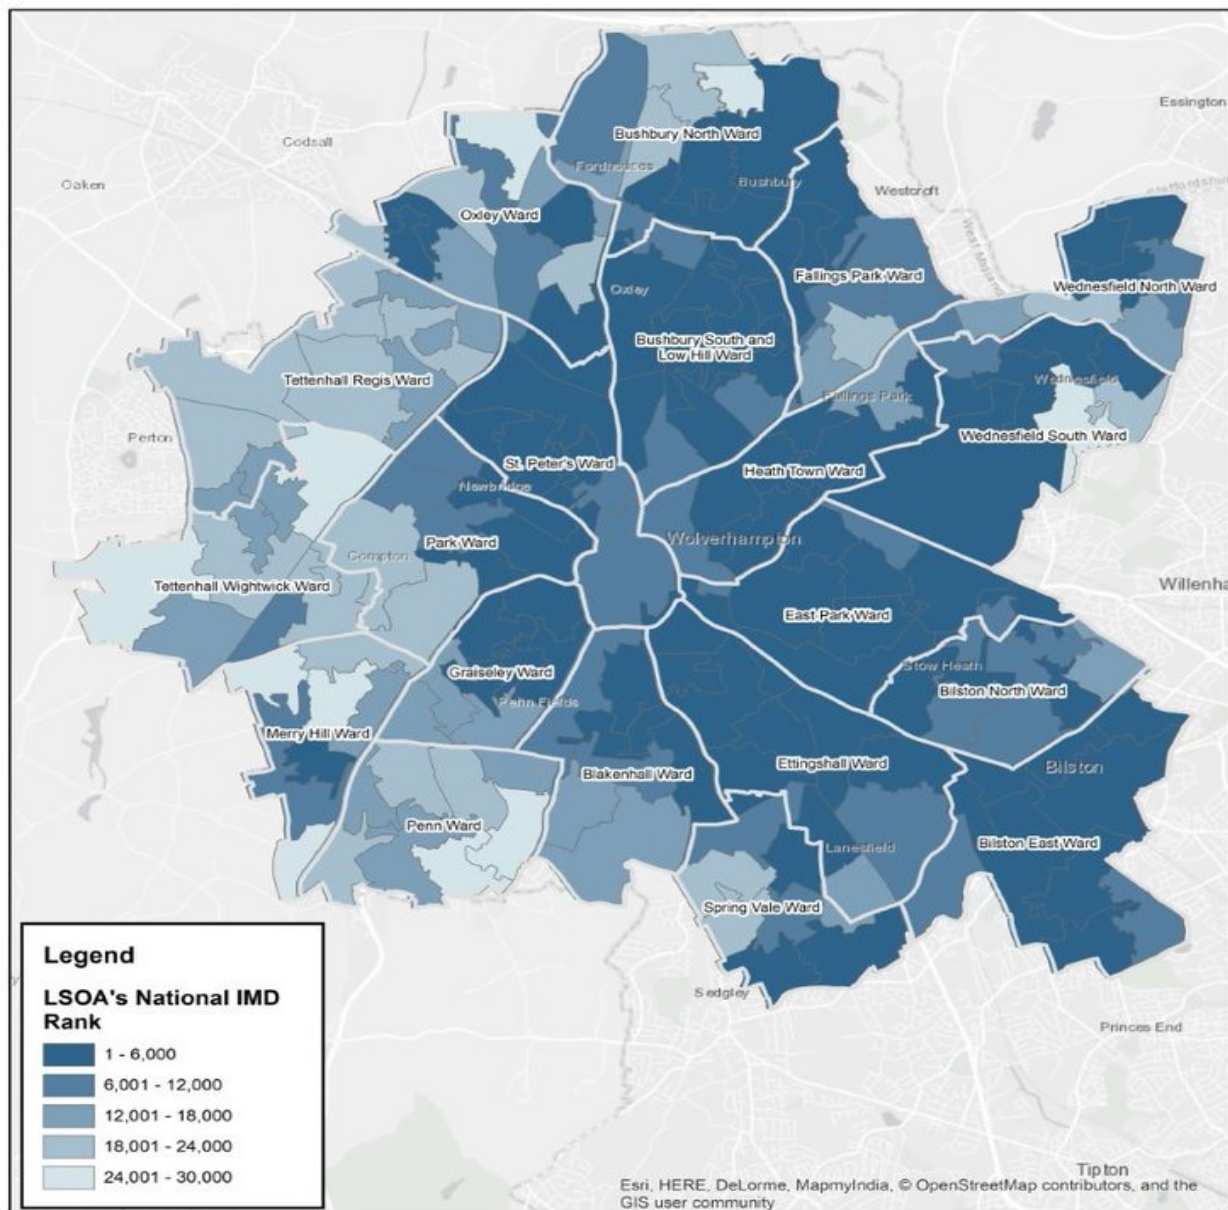 Essington
Codsall
Bushbury North Ward
Fordhouses
Oaken
Bushbury
Westcroft
Staffordshire
Oxley Ward
West Midland
Fallings Park Ward
Wednesfield North Ward
Oxley
Bushbury South and
Low Hill Ward
Tettenhall Regis Ward
Wednesfield
Fallings Park
Perton
Wednesfield South Ward
St. Peter's Ward
Heath Town Ward
Newbridge
Wolverhampton
Park Ward
Compton
Tettenhall Wightwick Ward
Willenha
East Park Ward
Stow Heath
Graiseley Ward
Bilston North Ward
Penn Fields
Merry Hill Ward
Ettingshall Ward
Bilston
Blakenhall Ward
Penn Ward
Bilston East Ward
Lanesfield
Spring Vale Ward
Sedgley
Princes End
Tipton
Legend
LSOA's National IMD
Rank
1 - 6,000
6,001 - 12,000
12,001 - 18,000
18,001 - 24,000
24,001 - 30,000
Esri, HERE, DeLorme, MapmyIndia, © OpenStreetMap contributors, and the
GIS user community